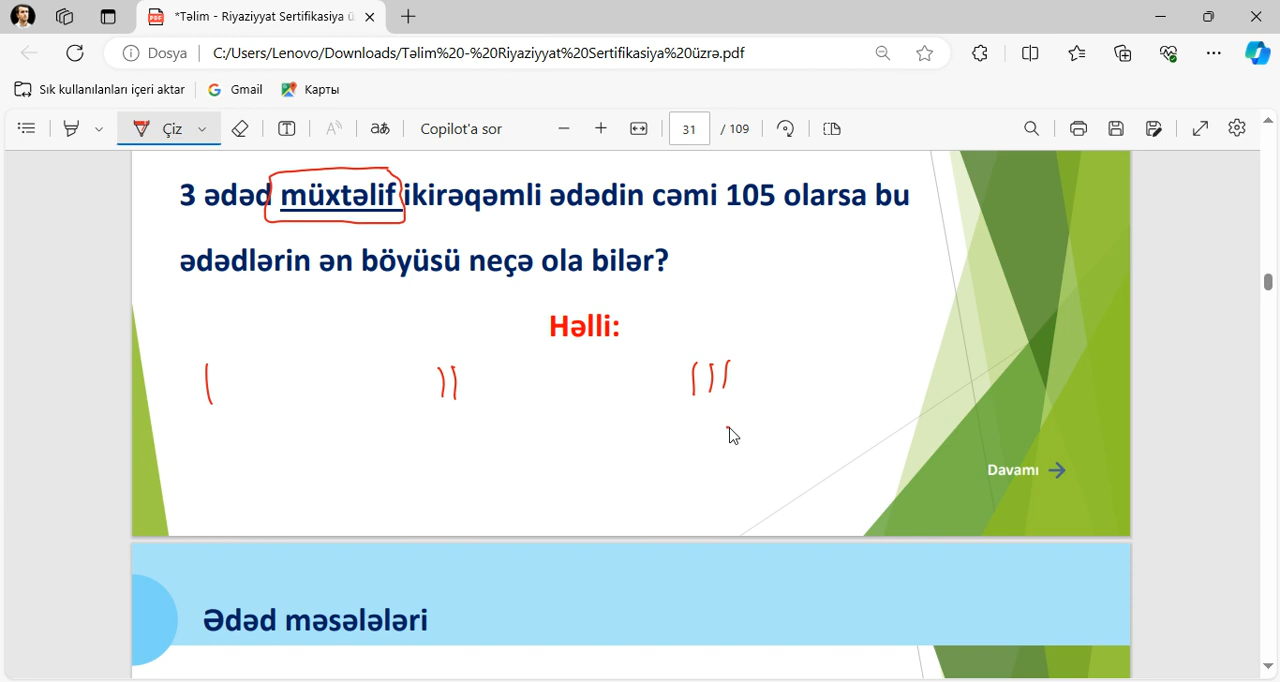 *Təlim - Riyaziyyat Sertifikasiya ü
Dosya
C:/Users/Lenovo/Downloads/Təlim%20-%20Riyaziyyat%20Sertifikasiya%20üzrə.pdf
Sık kullanılanları içeri aktar
Gmail
Карты
Çiz
Copilot'a sor
31 / 109
3 ədəd müxtəlif ikirəqəmli ədədin cəmi 105 olarsa bu
ədədlərin ən böyüsü neçə ola bilər?
Həlli:
I II III
Davamı
Ədəd məsələləri